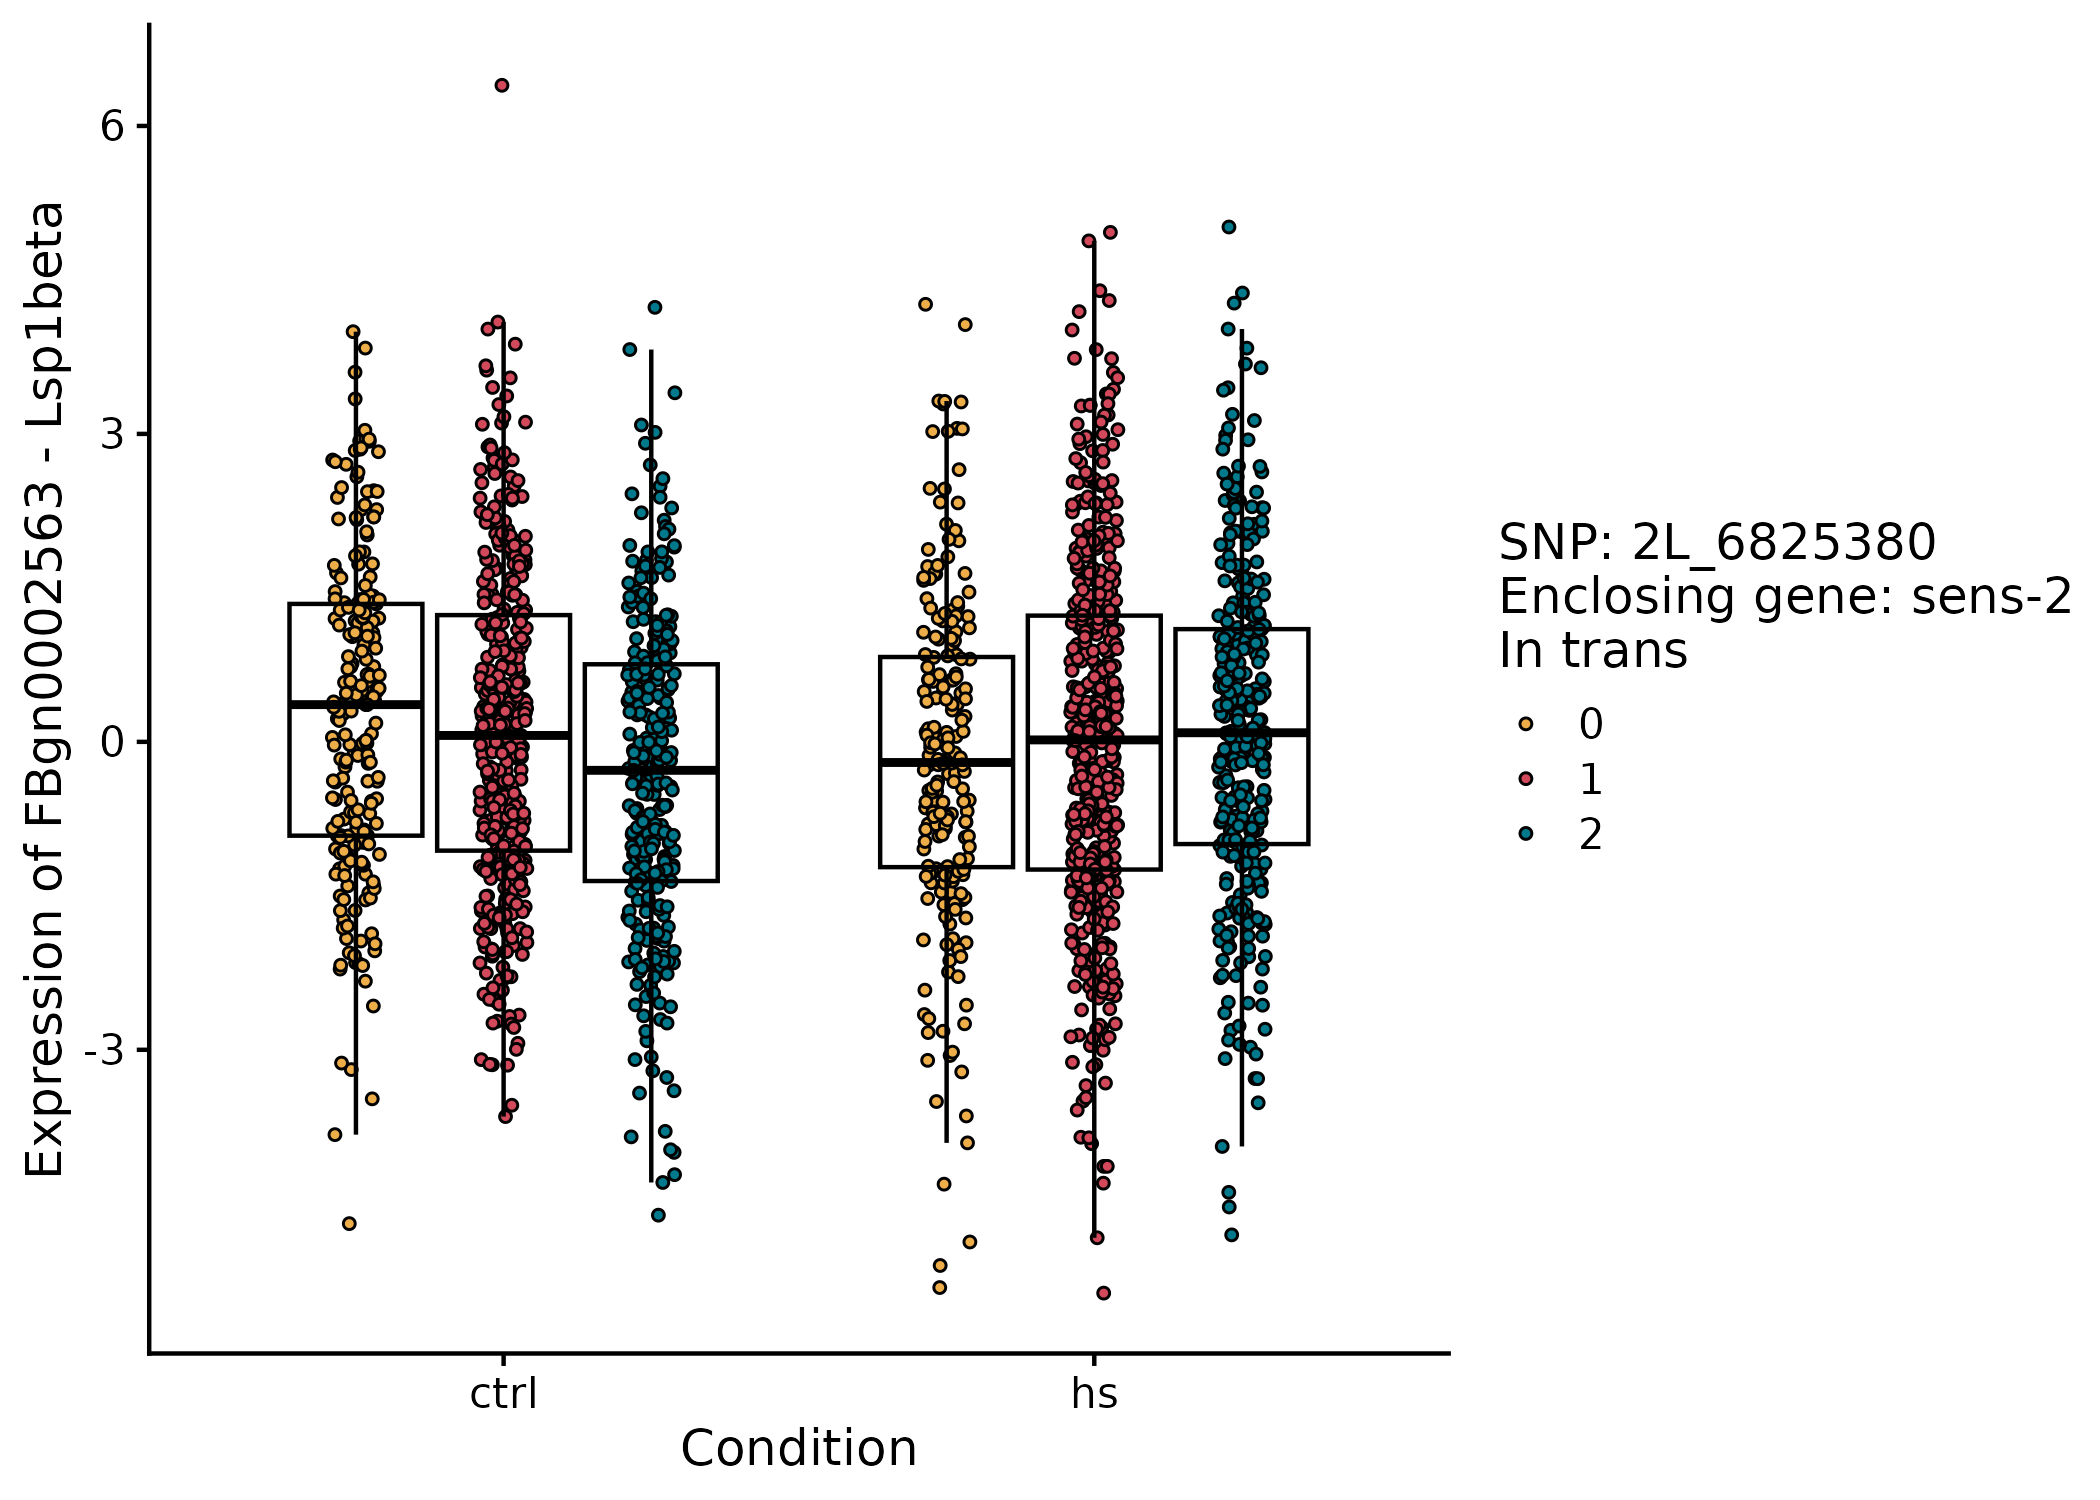 Expression of FBgn0002563 - Lsp1beta
6
3
0
-3
ctrl
hs
Condition
SNP: 2L_6825380
Enclosing gene: sens-2
In trans
0
1
2